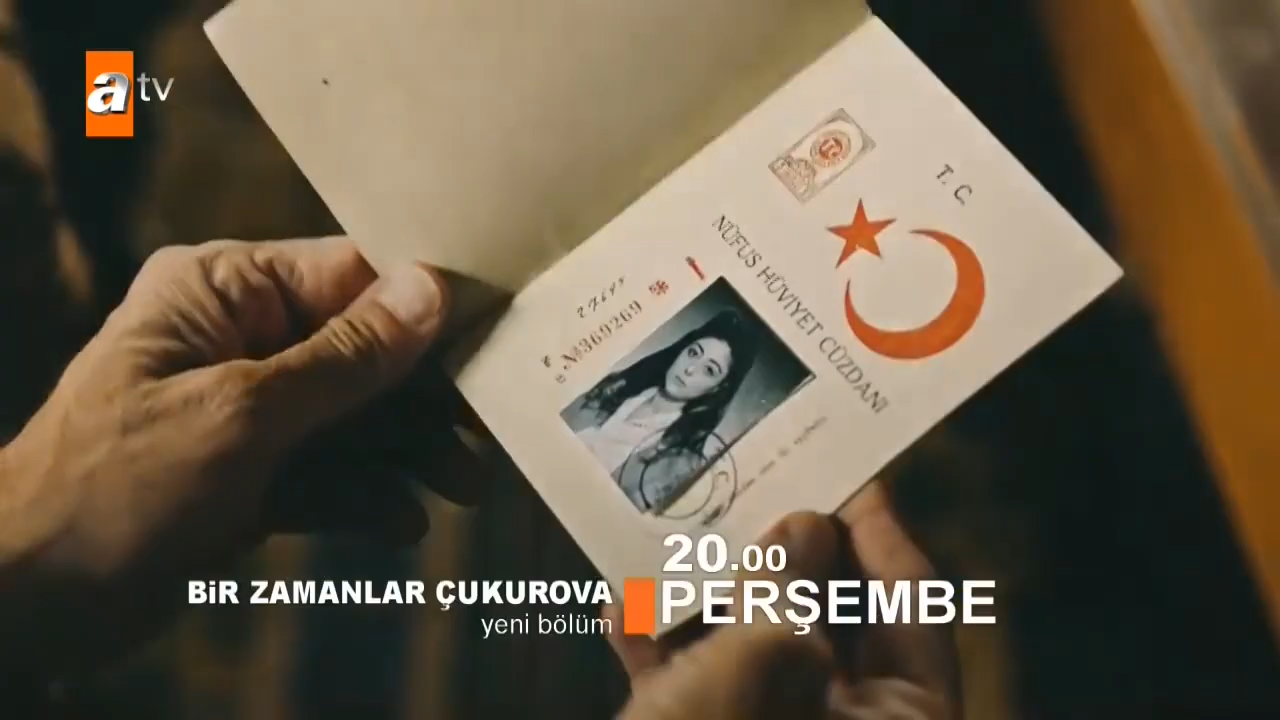 atv
T. C.
NÜFUS HÜVİYET CÜZDANI
№369269
20.00
BİR ZAMANLAR ÇUKUROVA
PERŞEMBE
yeni bölüm